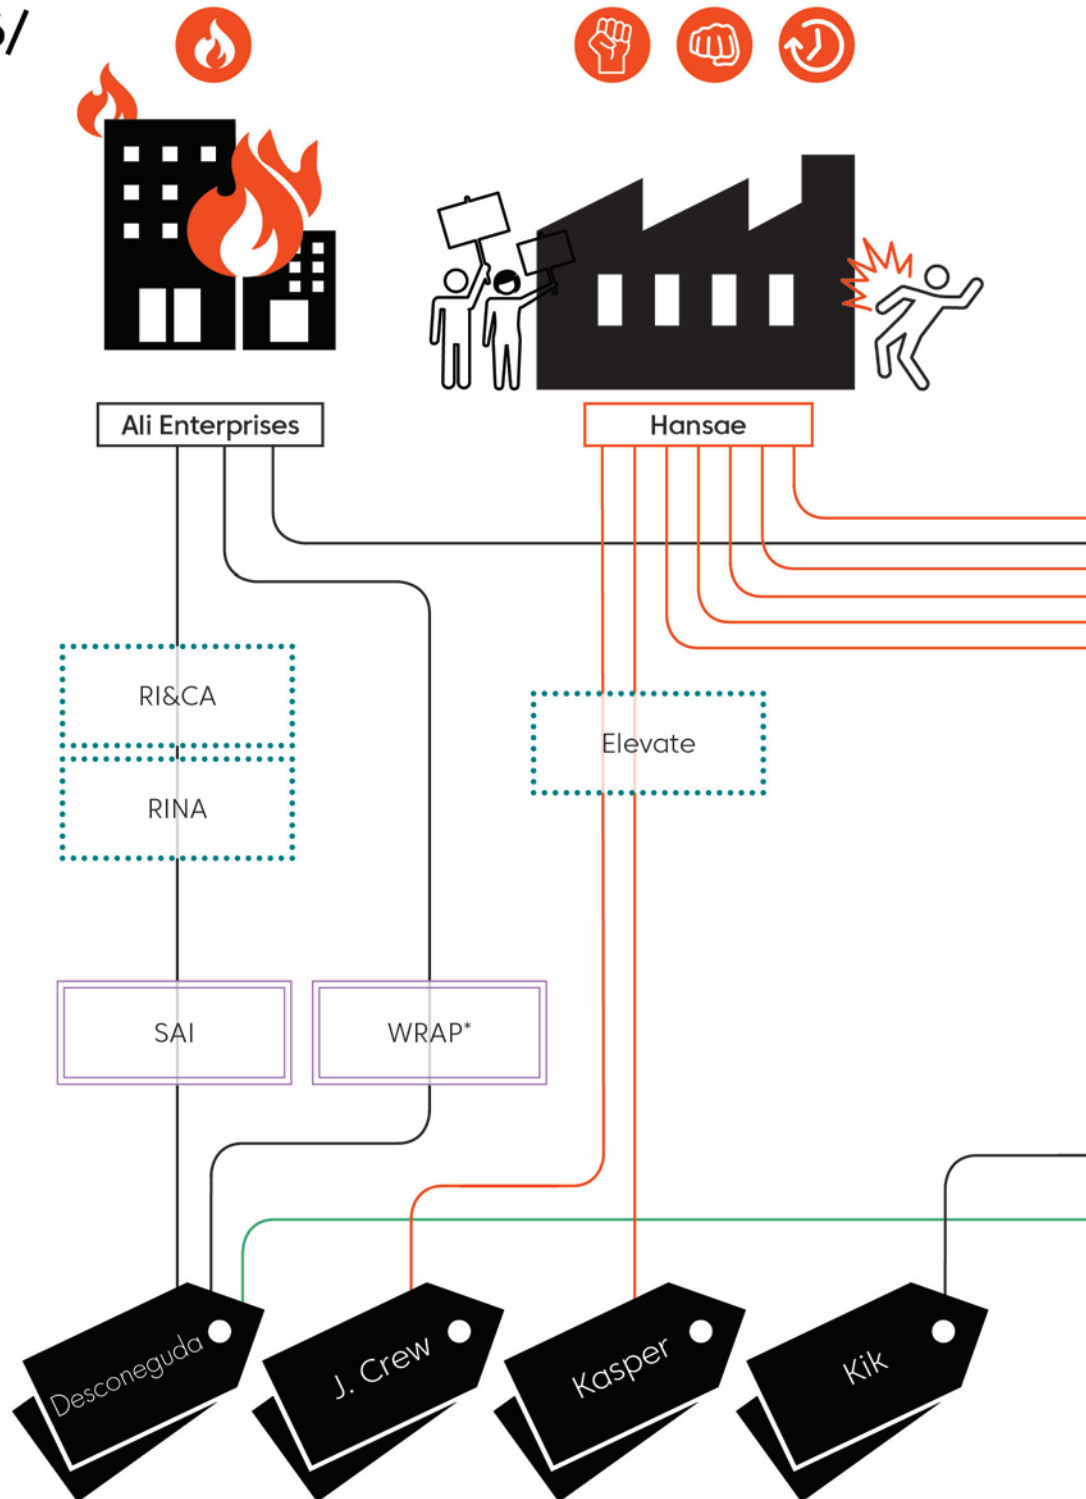 Ali Enterprises
Hansae
RI&CA
Elevate
RINA
SAI
WRAP*
Desconeguda
J. Crew
Kasper
Kik